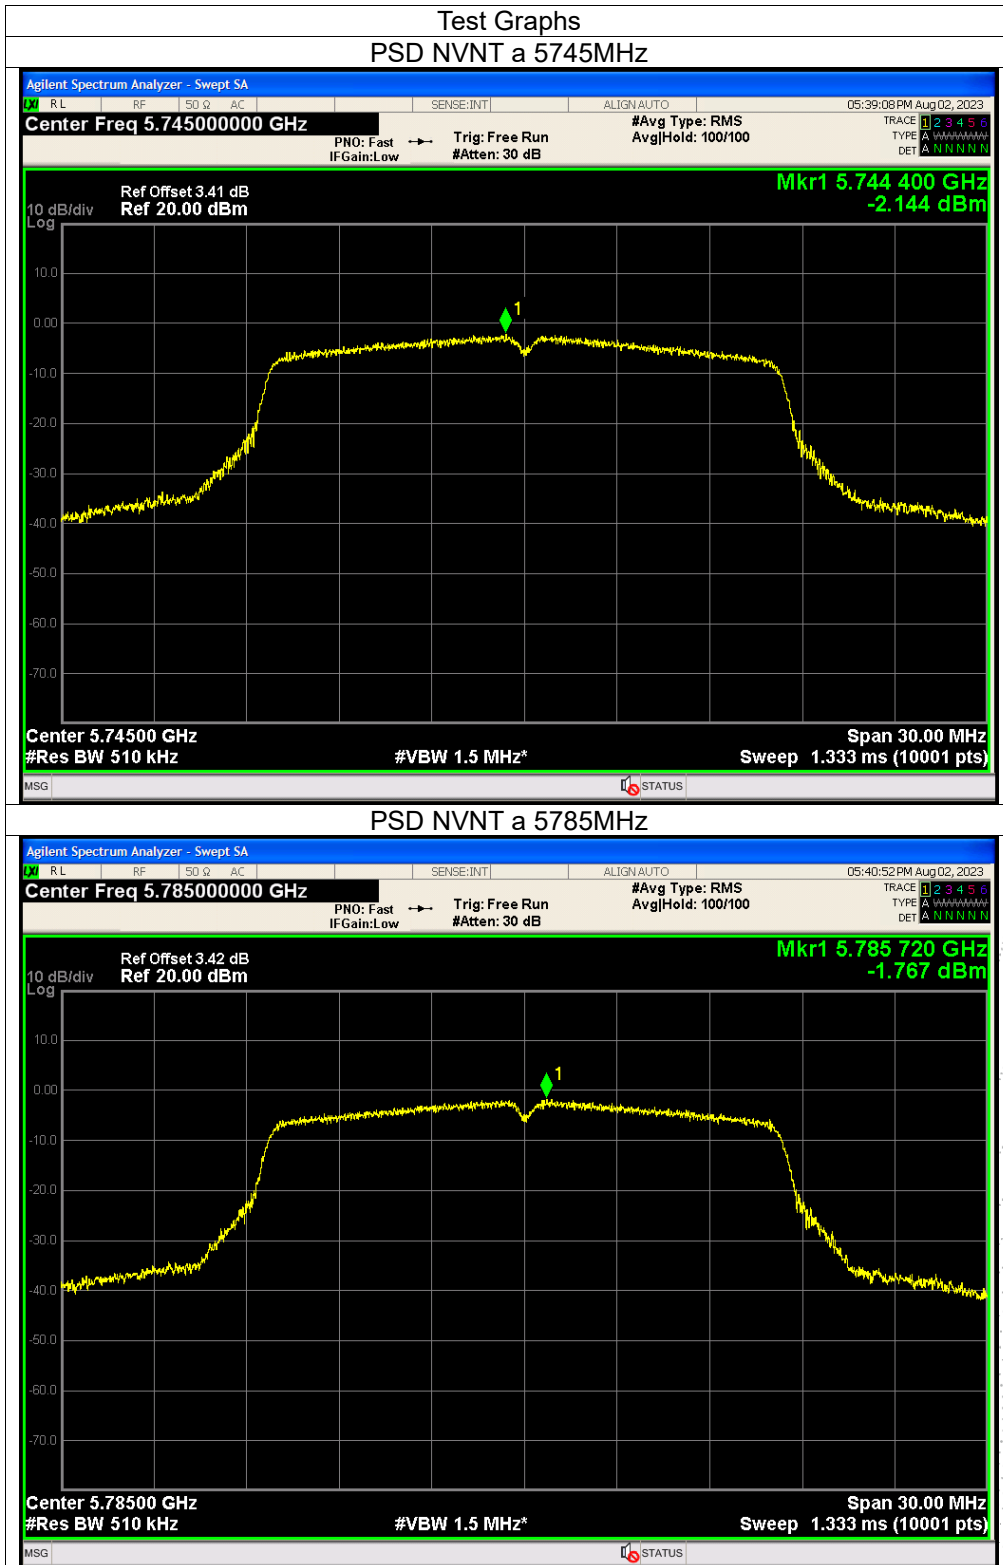 Test Graphs
PSD NVNT a 5745MHz
Agilent Spectrum Analyzer - Swept SA
LXI RL RF 50 Ω AC SENSE:INT ALIGN AUTO 05:39:08 PM Aug 02, 2023
Center Freq 5.745000000 GHz #Avg Type: RMS TRACE 1 2 3 4 5 6
PNO: Fast Trig: Free Run Avg|Hold: 100/100 TYPE A WWWWW
IFGain:Low #Atten: 30 dB DET A N N N N N
Mkr1 5.744 400 GHz
Ref Offset 3.41 dB
10 dB/div Ref 20.00 dBm -2.144 dBm
Log
10.0
1
0.00
-10.0
-20.0
-30.0
-40.0
-50.0
-60.0
-70.0
Center 5.74500 GHz Span 30.00 MHz
#Res BW 510 kHz #VBW 1.5 MHz* Sweep 1.333 ms (10001 pts)
MSG STATUS
PSD NVNT a 5785MHz
Agilent Spectrum Analyzer - Swept SA
LXI RL RF 50 Ω AC SENSE:INT ALIGN AUTO 05:40:52 PM Aug 02, 2023
Center Freq 5.785000000 GHz #Avg Type: RMS TRACE 1 2 3 4 5 6
PNO: Fast Trig: Free Run Avg|Hold: 100/100 TYPE A WWWWW
IFGain:Low #Atten: 30 dB DET A N N N N N
Mkr1 5.785 720 GHz
Ref Offset 3.42 dB
10 dB/div Ref 20.00 dBm -1.767 dBm
Log
10.0
1
0.00
-10.0
-20.0
-30.0
-40.0
-50.0
-60.0
-70.0
Center 5.78500 GHz Span 30.00 MHz
#Res BW 510 kHz #VBW 1.5 MHz* Sweep 1.333 ms (10001 pts)
MSG STATUS